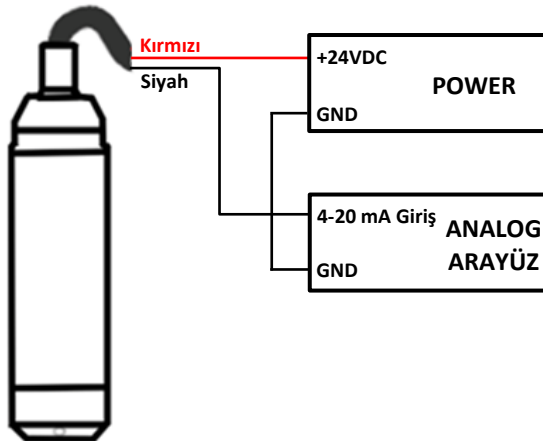 Kırmızı
Siyah
+24VDC
POWER
GND
4-20 mA Giriş
ANALOG
ARAYÜZ
GND